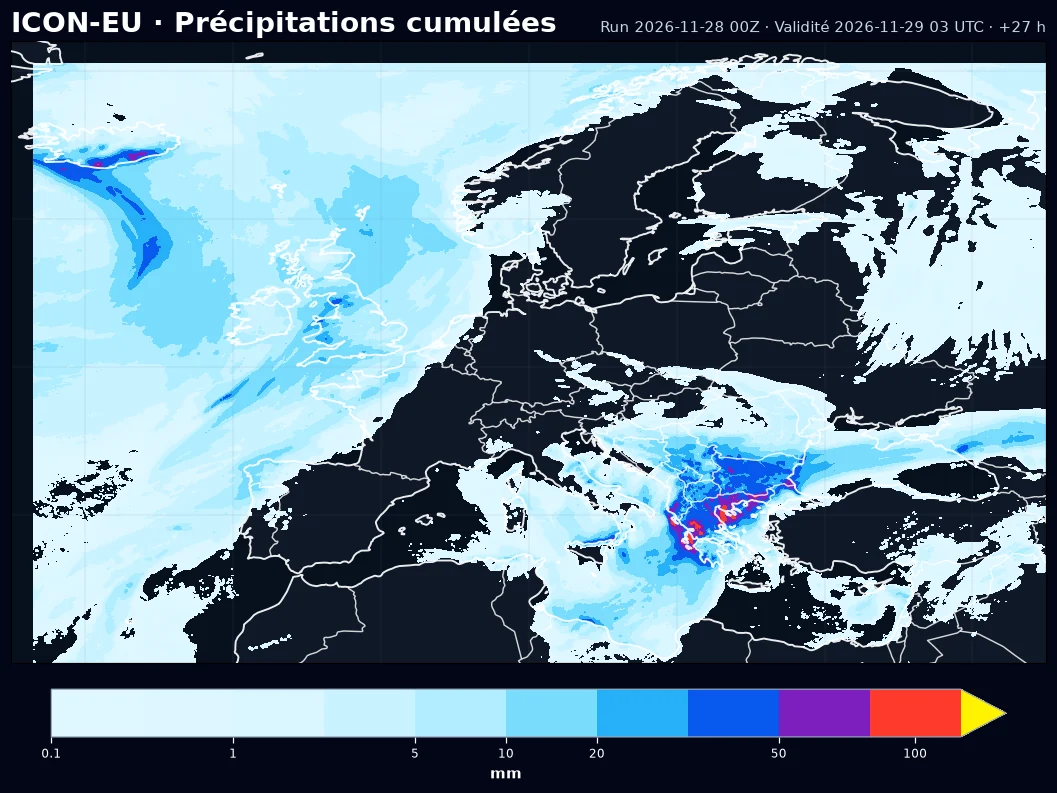 ICON-EU · Précipitations cumulées
Run 2026-11-28 00Z · Validité 2026-11-29 03 UTC · +27 h
0.1 1 5 10 20 50 100
mm